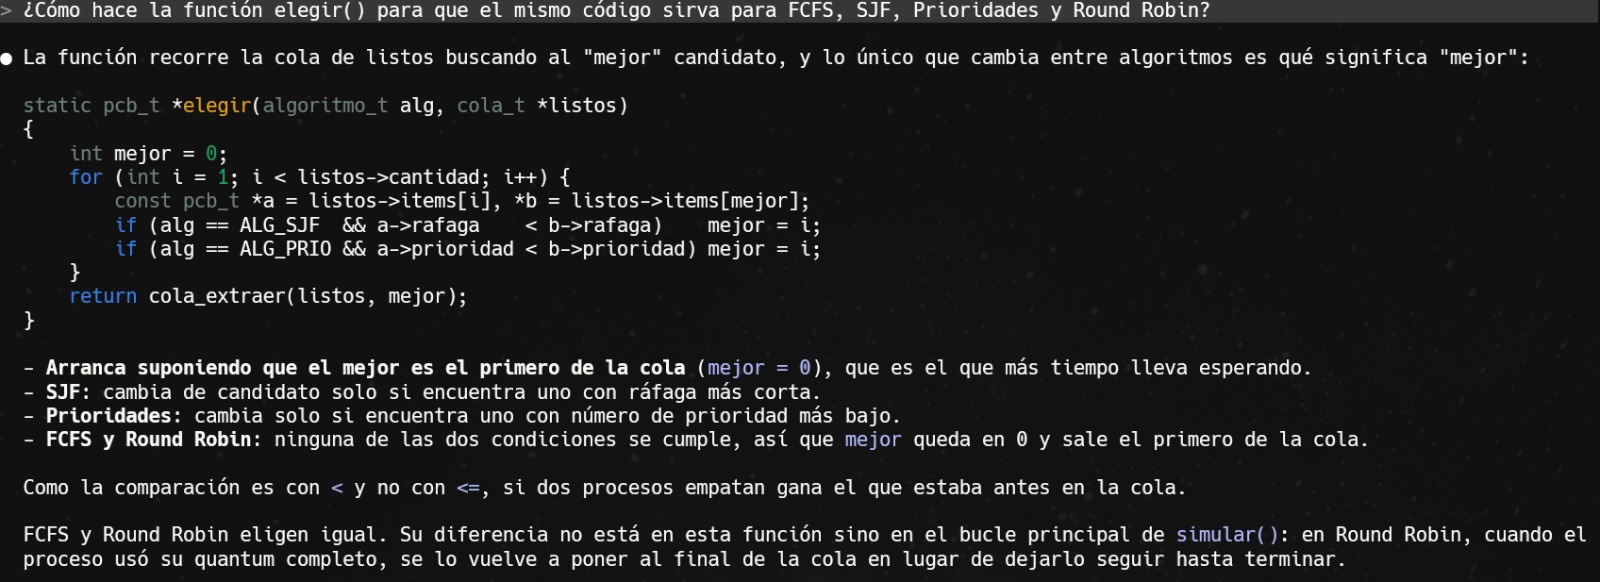 > ¿Cómo hace la función elegir() para que el mismo código sirva para FCFS, SJF, Prioridades y Round Robin?
● La función recorre la cola de listos buscando al "mejor" candidato, y lo único que cambia entre algoritmos es qué significa "mejor":
static pcb_t *elegir(algoritmo_t alg, cola_t *listos)
{
    int mejor = 0;
    for (int i = 1; i < listos->cantidad; i++) {
        const pcb_t *a = listos->items[i], *b = listos->items[mejor];
        if (alg == ALG_SJF  && a->rafaga    < b->rafaga)    mejor = i;
        if (alg == ALG_PRIO && a->prioridad < b->prioridad) mejor = i;
    }
    return cola_extraer(listos, mejor);
}
- Arranca suponiendo que el mejor es el primero de la cola (mejor = 0), que es el que más tiempo lleva esperando.
- SJF: cambia de candidato solo si encuentra uno con ráfaga más corta.
- Prioridades: cambia solo si encuentra uno con número de prioridad más bajo.
- FCFS y Round Robin: ninguna de las dos condiciones se cumple, así que mejor queda en 0 y sale el primero de la cola.
Como la comparación es con < y no con <=, si dos procesos empatan gana el que estaba antes en la cola.
FCFS y Round Robin eligen igual. Su diferencia no está en esta función sino en el bucle principal de simular(): en Round Robin, cuando el
proceso usó su quantum completo, se lo vuelve a poner al final de la cola en lugar de dejarlo seguir hasta terminar.